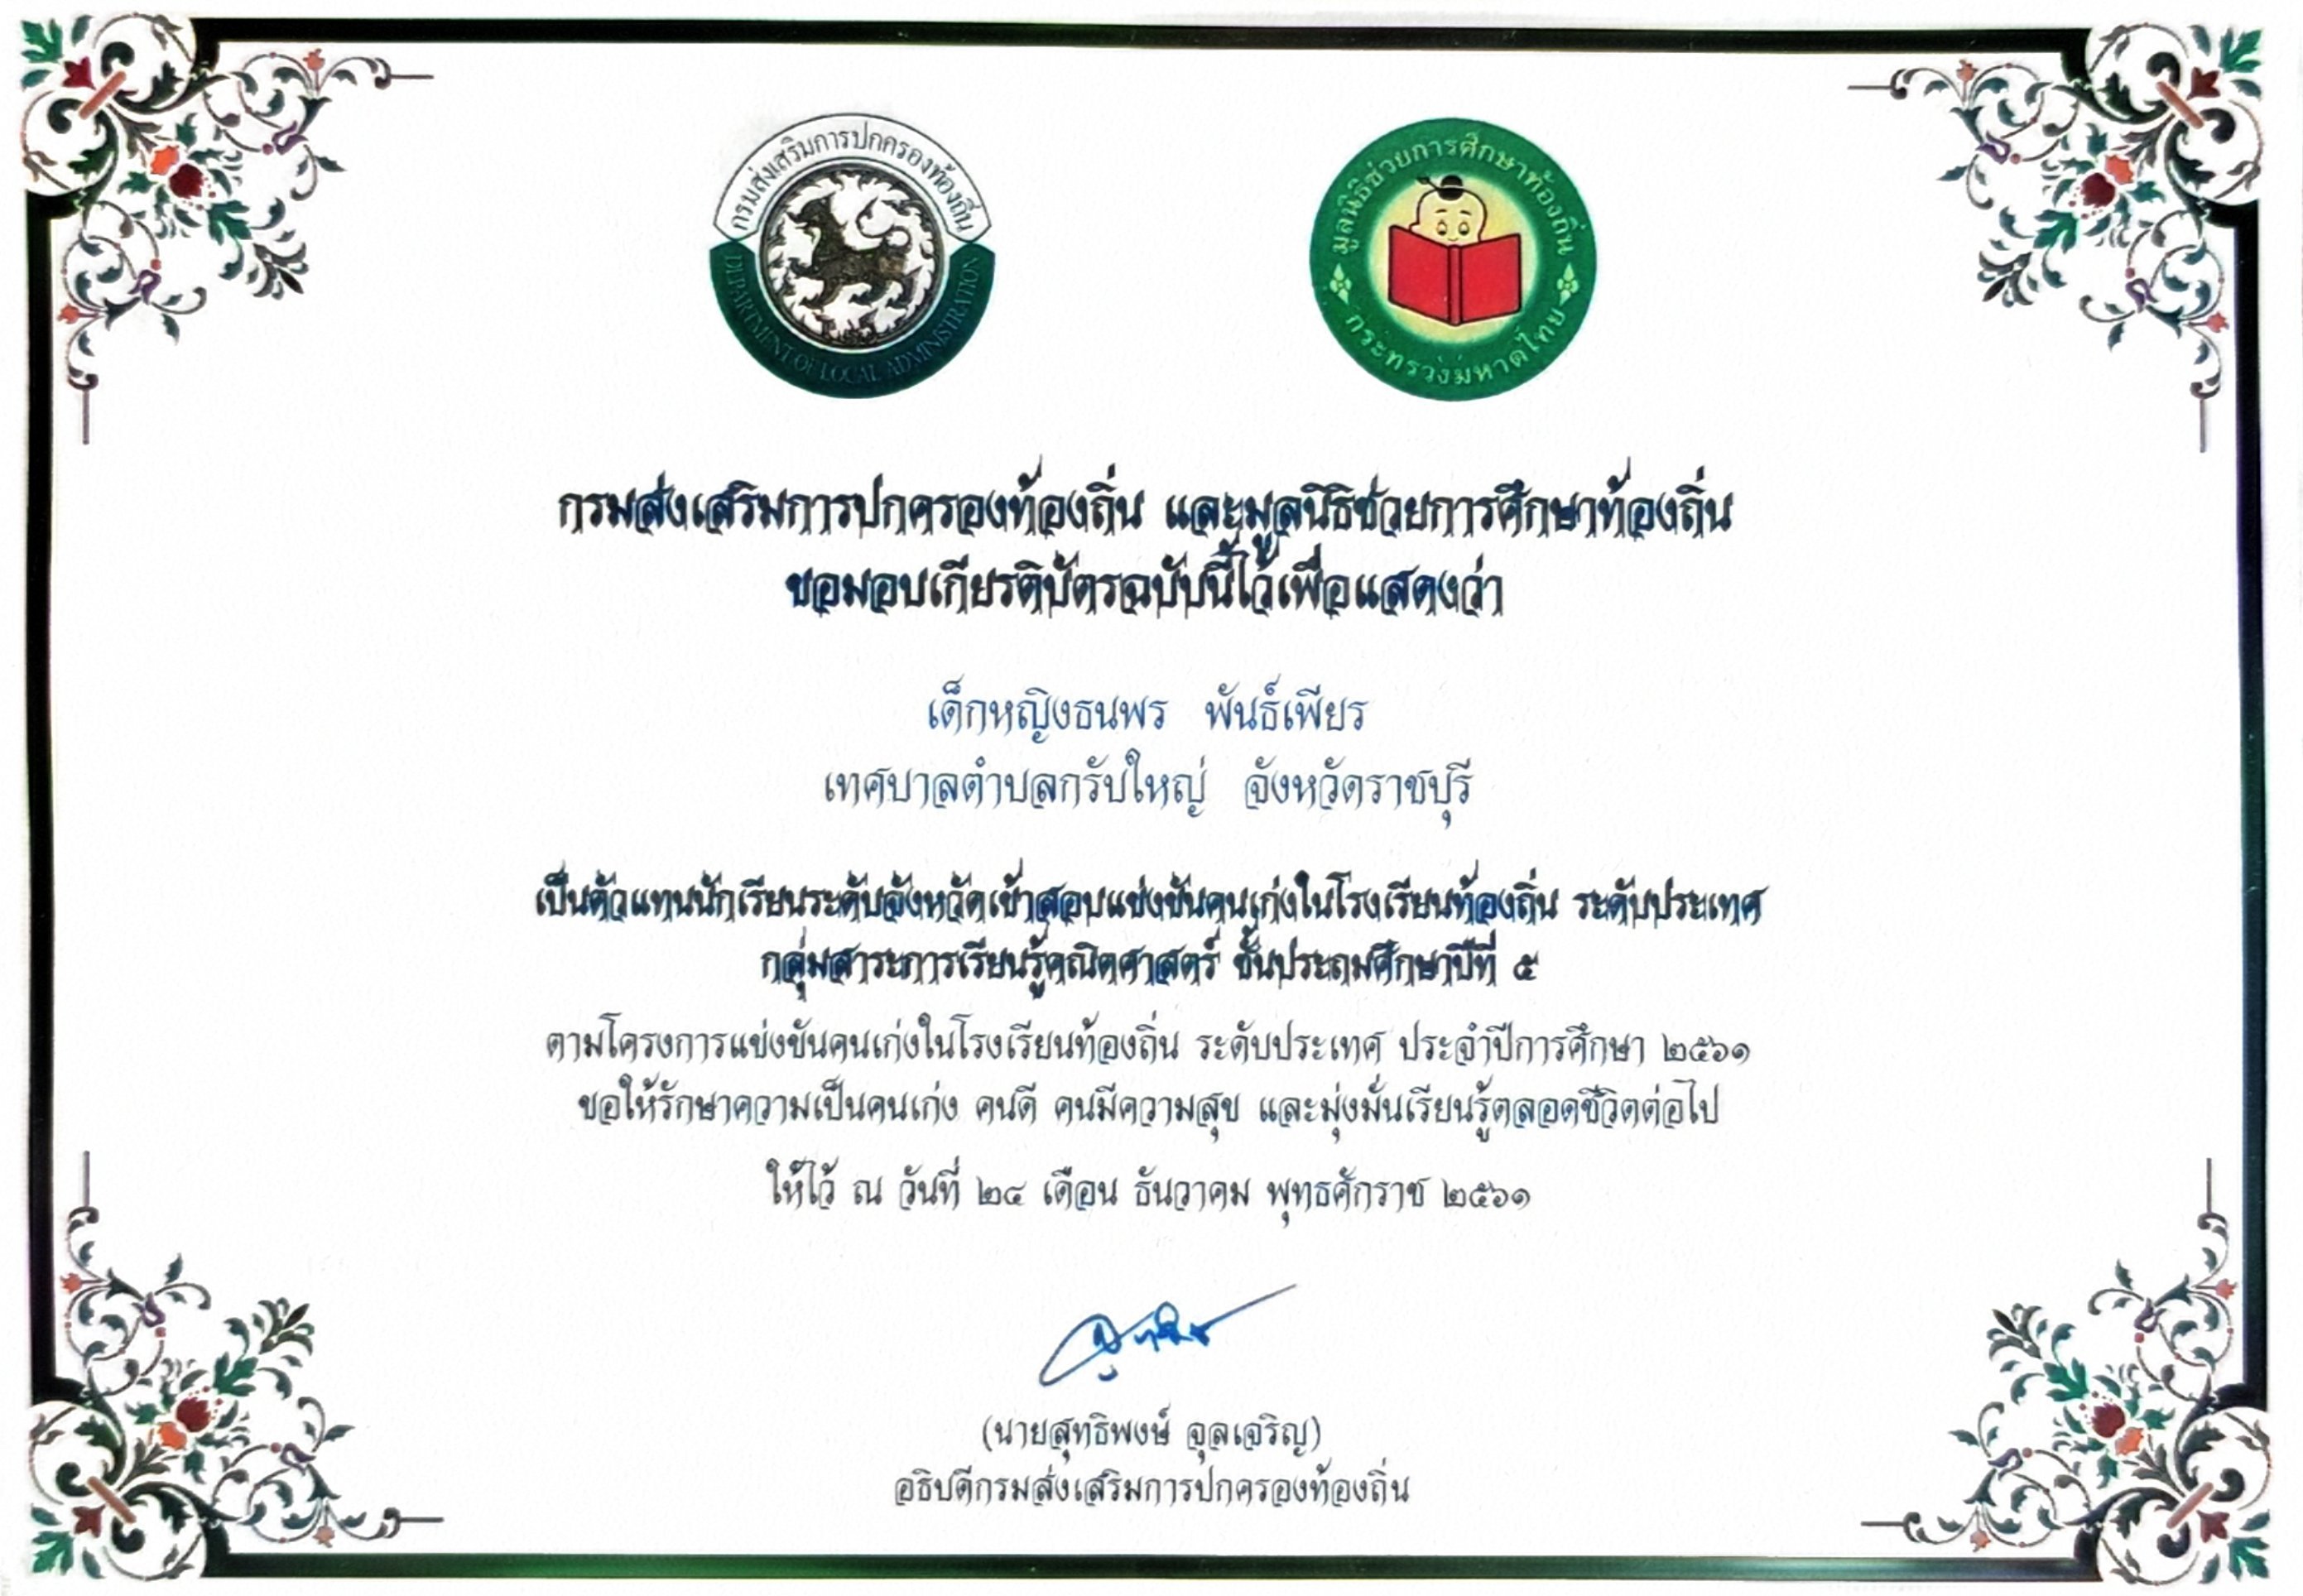 กรมส่งเสริมการปกครองท้องถิ่น
DEPARTMENT OF LOCAL ADMINISTRATION
มูลนิธิช่วยการศึกษาท้องถิ่น
กระทรวงมหาดไทย
กรมส่งเสริมการปกครองท้องถิ่น และมูลนิธิช่วยการศึกษาท้องถิ่น
ขอมอบเกียรติบัตรฉบับนี้ไว้เพื่อแสดงว่า
เด็กหญิงธนพร พันธ์เพียร
เทศบาลตำบลกรับใหญ่ จังหวัดราชบุรี
เป็นตัวแทนนักเรียนระดับจังหวัดเข้าสอบแข่งขันคนเก่งในโรงเรียนท้องถิ่น ระดับประเทศ
กลุ่มสาระการเรียนรู้คณิตศาสตร์ ชั้นประถมศึกษาปีที่ ๕
ตามโครงการแข่งขันคนเก่งในโรงเรียนท้องถิ่น ระดับประเทศ ประจำปีการศึกษา ๒๕๖๑
ขอให้รักษาความเป็นคนเก่ง คนดี คนมีความสุข และมุ่งมั่นเรียนรู้ตลอดชีวิตต่อไป
ให้ไว้ ณ วันที่ ๒๔ เดือน ธันวาคม พุทธศักราช ๒๕๖๑
(นายสุทธิพงษ์ จุลเจริญ)
อธิบดีกรมส่งเสริมการปกครองท้องถิ่น